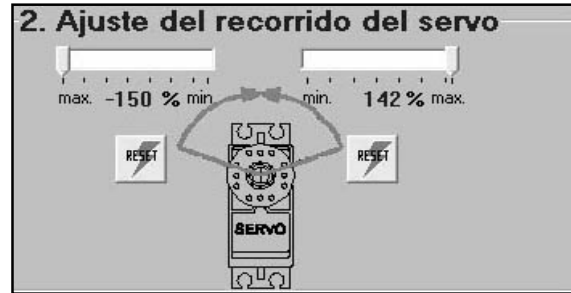 2. Ajuste del recorrido del servo
max. -150 % min.
min. 142 % max.
RESET
RESET
SERVO